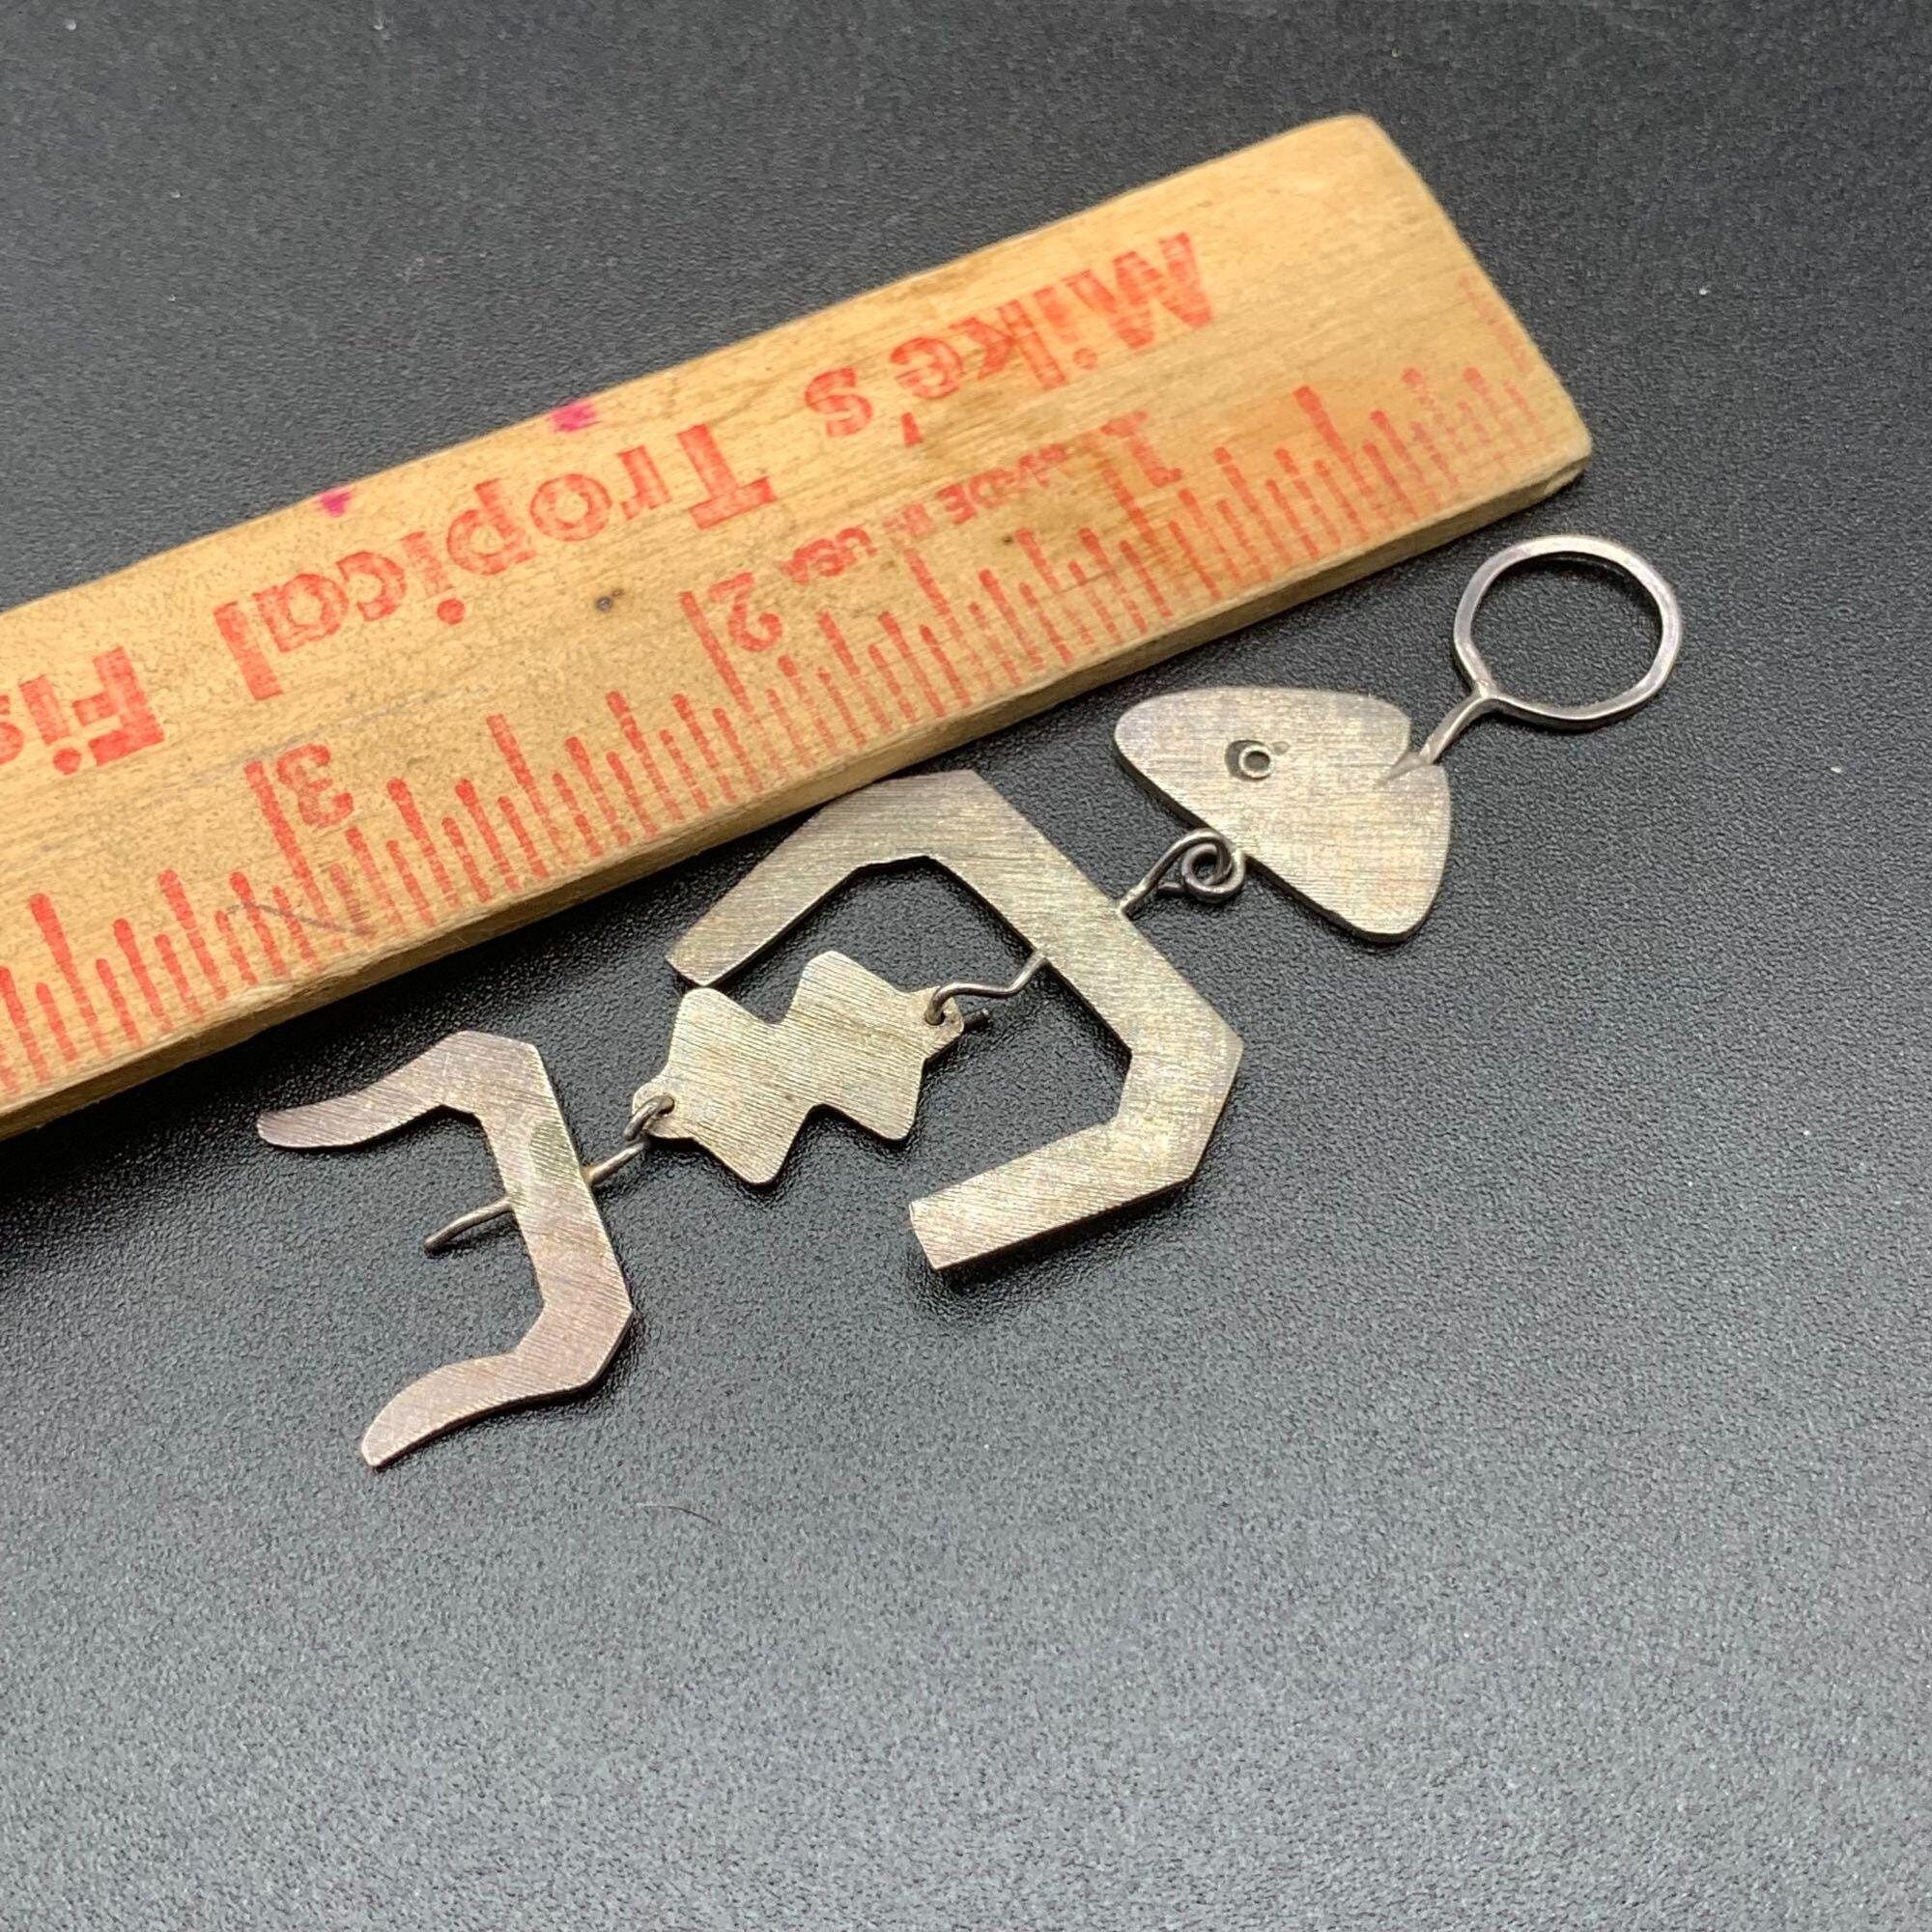 Mike's Tropical Fis
MADE IN USA
1 2 3